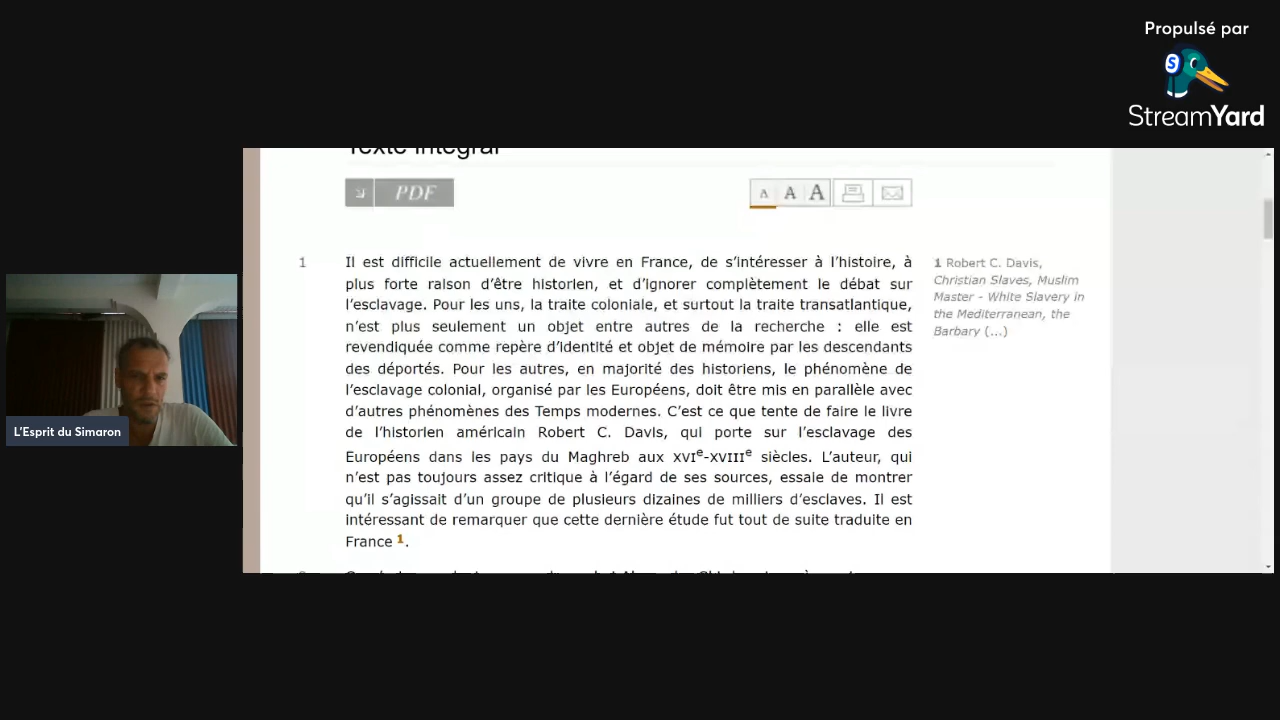 Propulsé par
StreamYard
Texte intégral
PDF
A A A
1
Il est difficile actuellement de vivre en France, de s’intéresser à l’histoire, à
plus forte raison d’être historien, et d’ignorer complètement le débat sur
l’esclavage. Pour les uns, la traite coloniale, et surtout la traite transatlantique,
n’est plus seulement un objet entre autres de la recherche : elle est
revendiquée comme repère d’identité et objet de mémoire par les descendants
des déportés. Pour les autres, en majorité des historiens, le phénomène de
l’esclavage colonial, organisé par les Européens, doit être mis en parallèle avec
d’autres phénomènes des Temps modernes. C’est ce que tente de faire le livre
de l’historien américain Robert C. Davis, qui porte sur l’esclavage des
Européens dans les pays du Maghreb aux XVIe-XVIIIe siècles. L’auteur, qui
n’est pas toujours assez critique à l’égard de ses sources, essaie de montrer
qu’il s’agissait d’un groupe de plusieurs dizaines de milliers d’esclaves. Il est
intéressant de remarquer que cette dernière étude fut tout de suite traduite en
France 1.
1 Robert C. Davis,
Christian Slaves, Muslim
Master - White Slavery in
the Mediterranean, the
Barbary (...)
L'Esprit du Simaron